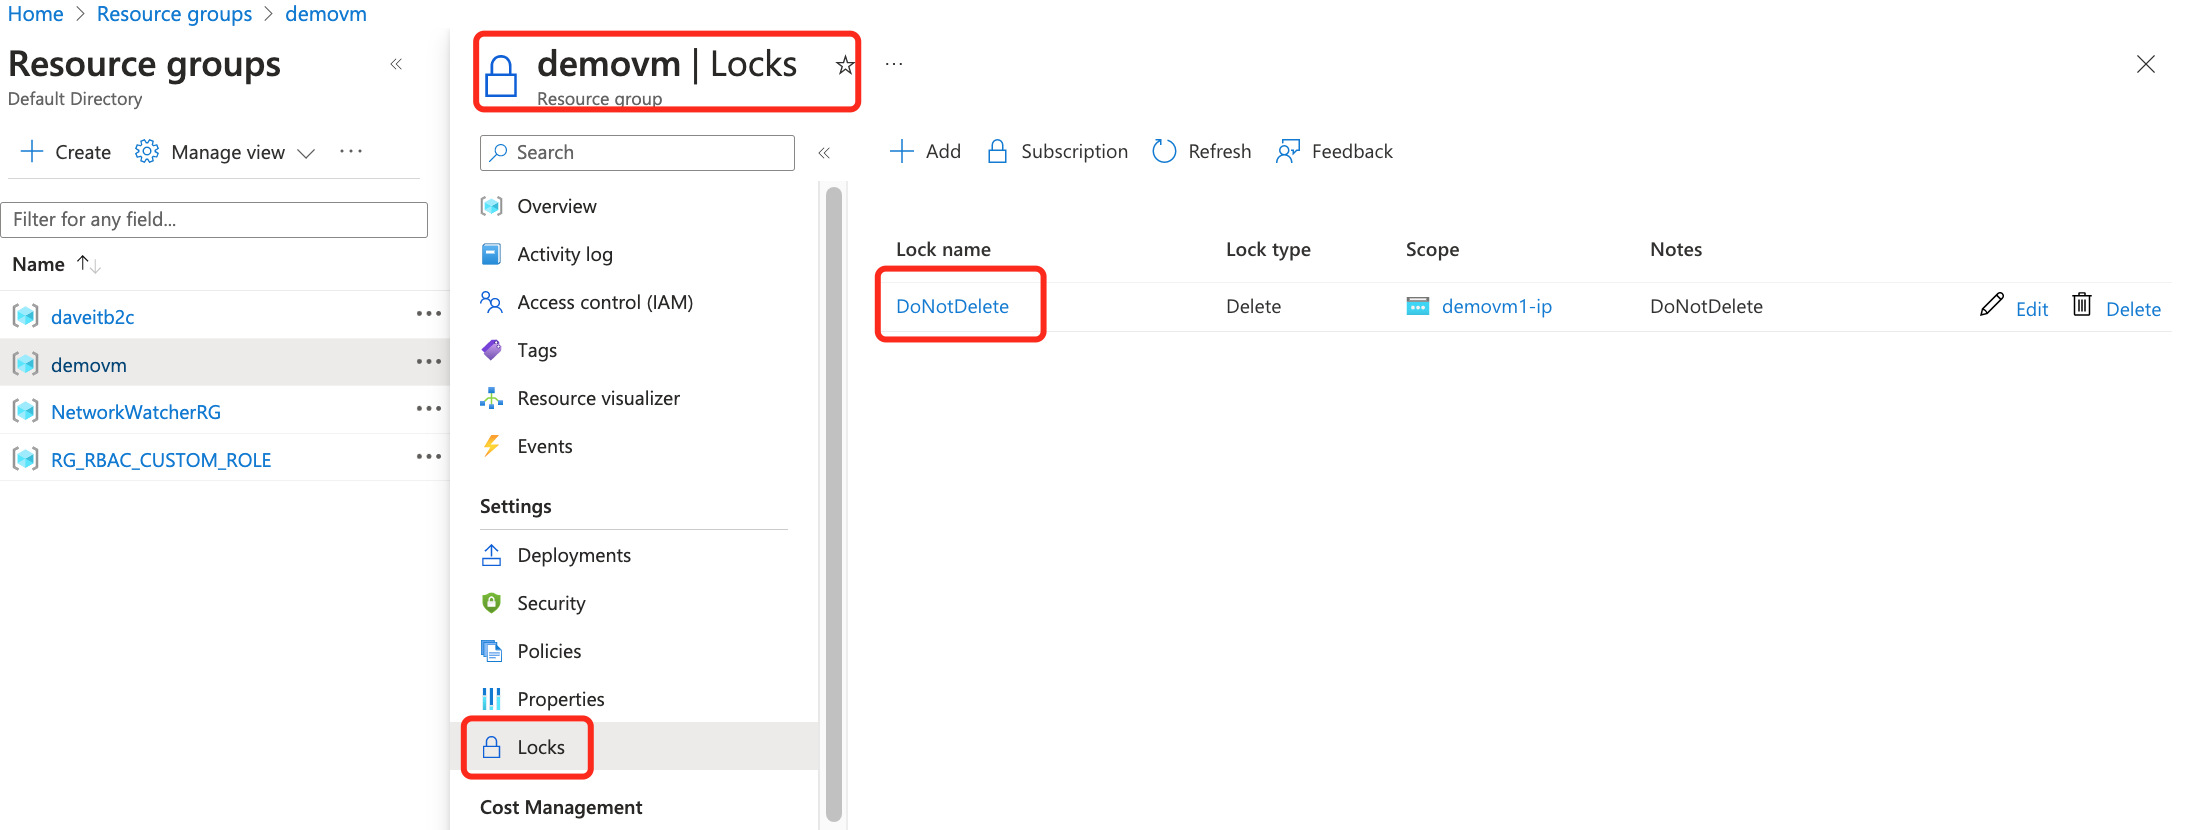 Home > Resource groups > demovm
Resource groups
Default Directory
Create
Manage view
Filter for any field...
Name
daveitb2c
demovm
NetworkWatcherRG
RG_RBAC_CUSTOM_ROLE
demovm | Locks
Resource group
Search
Overview
Activity log
Access control (IAM)
Tags
Resource visualizer
Events
Settings
Deployments
Security
Policies
Properties
Locks
Cost Management
Add Subscription Refresh Feedback
Lock name Lock type Scope Notes
DoNotDelete Delete demovm1-ip DoNotDelete Edit Delete